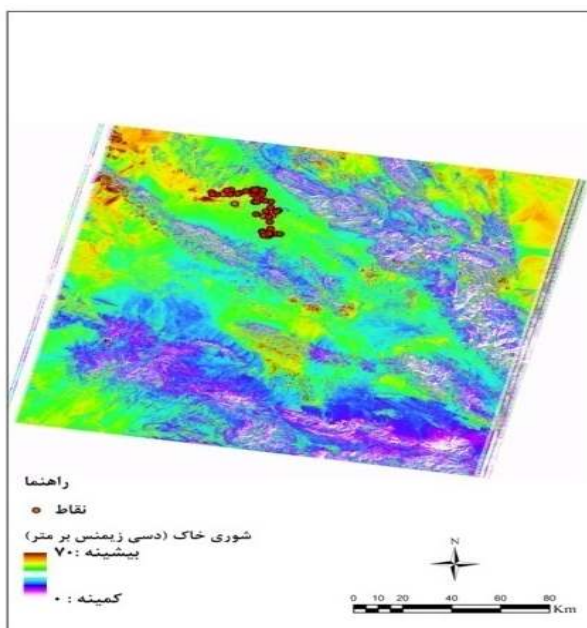 راهنما
نقاط
شوری خاک (دسی زیمنس بر متر)
بیشینه : ۷۰
کمینه : ۰
N
0 10 20 40 60 80
Km